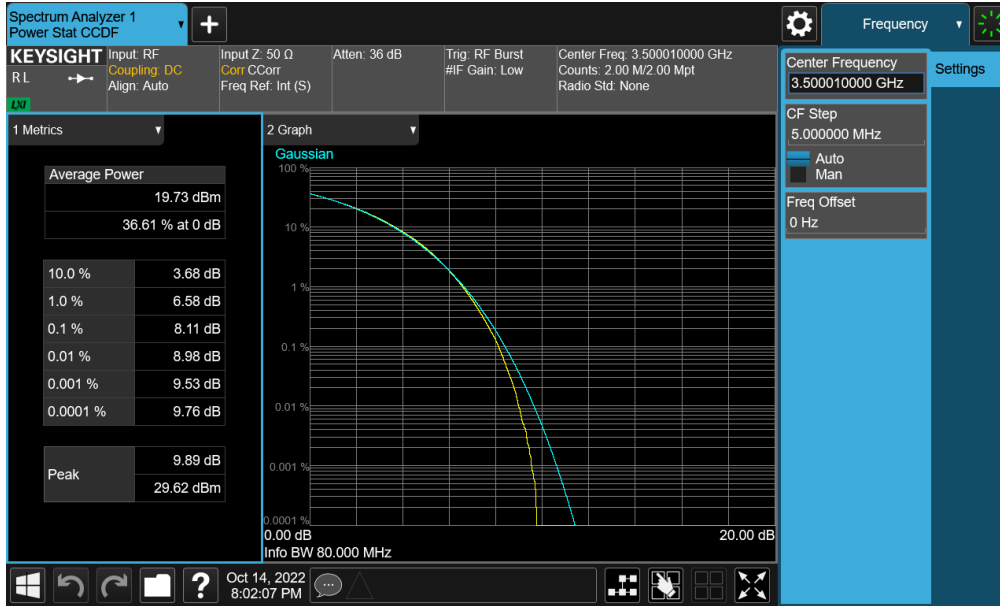 Spectrum Analyzer 1
Power Stat CCDF
Frequency
KEYSIGHT
R L
LXI
Input: RF
Coupling: DC
Align: Auto
Input Z: 50 Ω
Corr CCorr
Freq Ref: Int (S)
Atten: 36 dB
Trig: RF Burst
#IF Gain: Low
Center Freq: 3.500010000 GHz
Counts: 2.00 M/2.00 Mpt
Radio Std: None
Center Frequency
3.500010000 GHz
Settings
CF Step
5.000000 MHz
Auto
Man
Freq Offset
0 Hz
1 Metrics
Average Power
19.73 dBm
36.61 % at 0 dB
10.0 % 3.68 dB
1.0 % 6.58 dB
0.1 % 8.11 dB
0.01 % 8.98 dB
0.001 % 9.53 dB
0.0001 % 9.76 dB
Peak
9.89 dB
29.62 dBm
2 Graph
Gaussian
100 %
10 %
1 %
0.1 %
0.01 %
0.001 %
0.0001 %
0.00 dB 20.00 dB
Info BW 80.000 MHz
?
Oct 14, 2022
8:02:07 PM